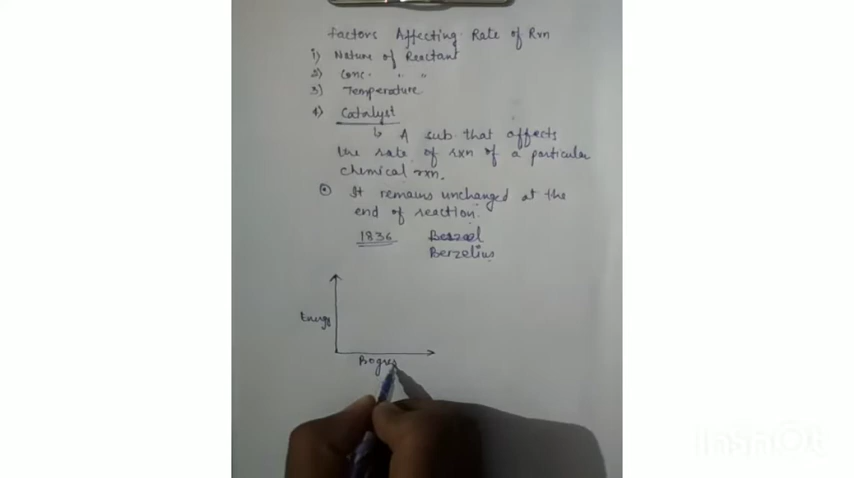 Factors Affecting Rate of Rxn
1) Nature of Reactant
2) Conc. " "
3) Temperature
4) Catalyst
↳ A sub that affects
the rate of rxn of a particular
chemical rxn.
It remains unchanged at the
end of reaction.
1836
Berzelius
Energy